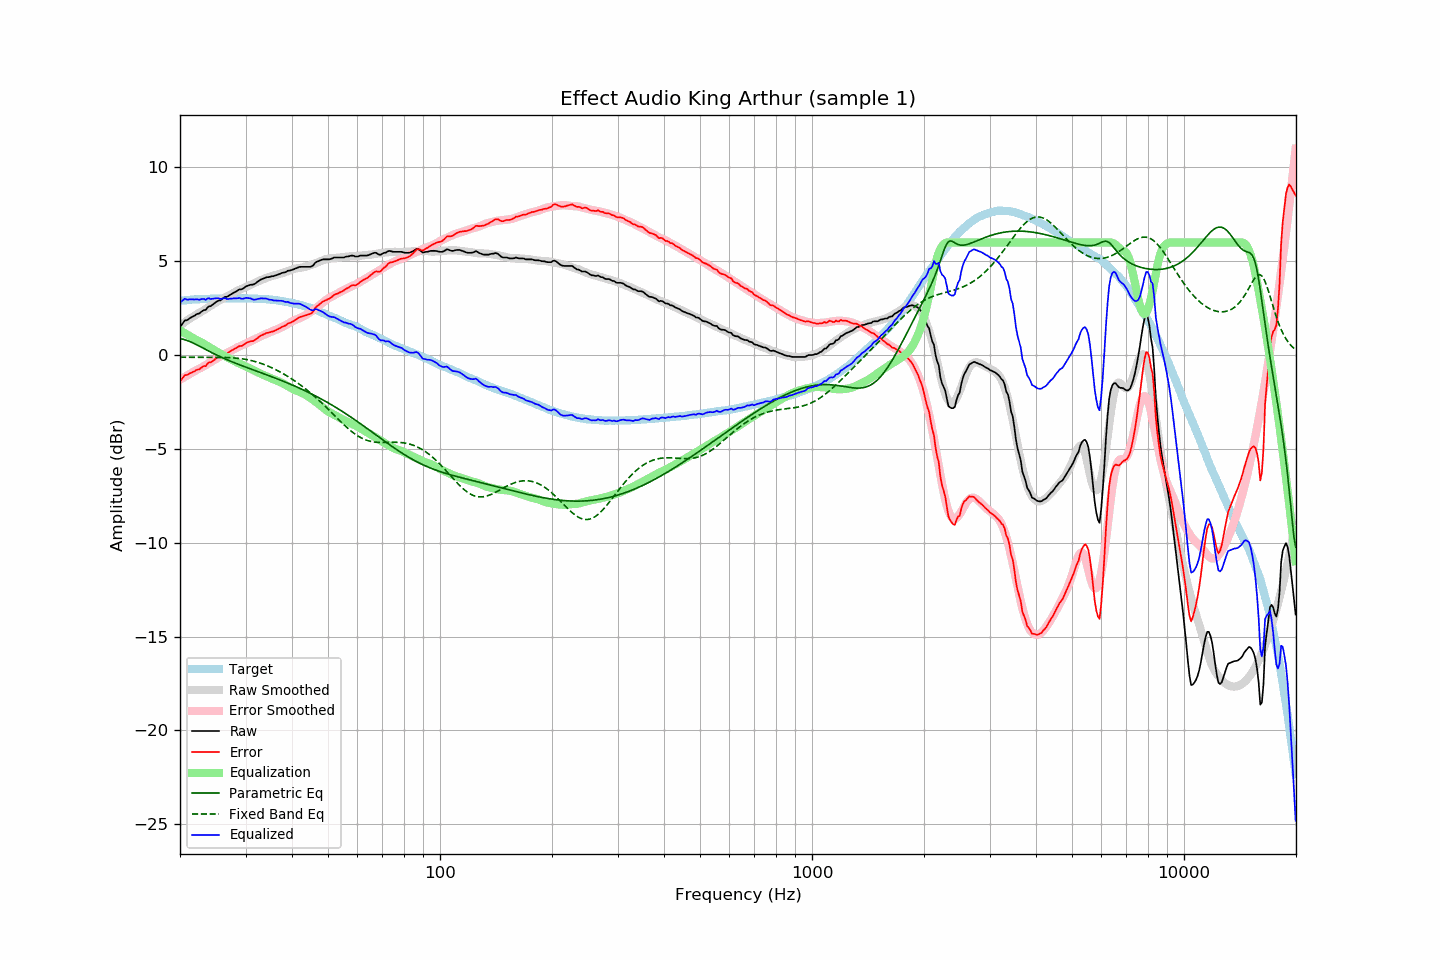 Effect Audio King Arthur (sample 1)
Amplitude (dBr)
10
5
0
−5
−10
−15
−20
−25
Target
Raw Smoothed
Error Smoothed
Raw
Error
Equalization
Parametric Eq
Fixed Band Eq
Equalized
100 1000 10000
Frequency (Hz)